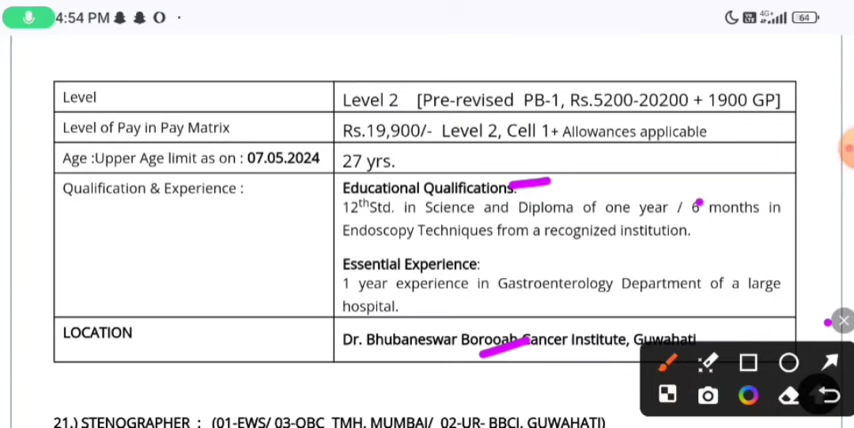 4:54 PM
4G+
64
Level
Level 2 [Pre-revised PB-1, Rs.5200-20200 + 1900 GP]
Level of Pay in Pay Matrix
Rs.19,900/- Level 2, Cell 1+ Allowances applicable
Age :Upper Age limit as on : 07.05.2024
27 yrs.
Qualification & Experience :
Educational Qualifications:
12thStd. in Science and Diploma of one year / 6 months in
Endoscopy Techniques from a recognized institution.
Essential Experience:
1 year experience in Gastroenterology Department of a large
hospital.
LOCATION
Dr. Bhubaneswar Borooah Cancer Institute, Guwahati
21.) STENOGRAPHER : (01-EWS/ 03-OBC TMH, MUMBAI/ 02-UR- BBCI, GUWAHATI)